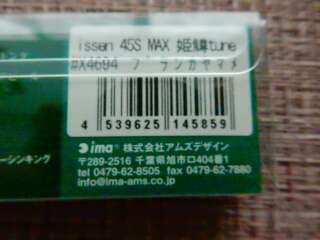 issen 45S MAX 姫鱒tune
#X4694 ブランカヤマメ
4 539625 145859
ima® 株式会社アムズデザイン
〒289-2516 千葉県旭市ロ404番1
tel 0479-62-8505 fax 0479-62-7880
info@ima-ams.co.jp
ージンキング